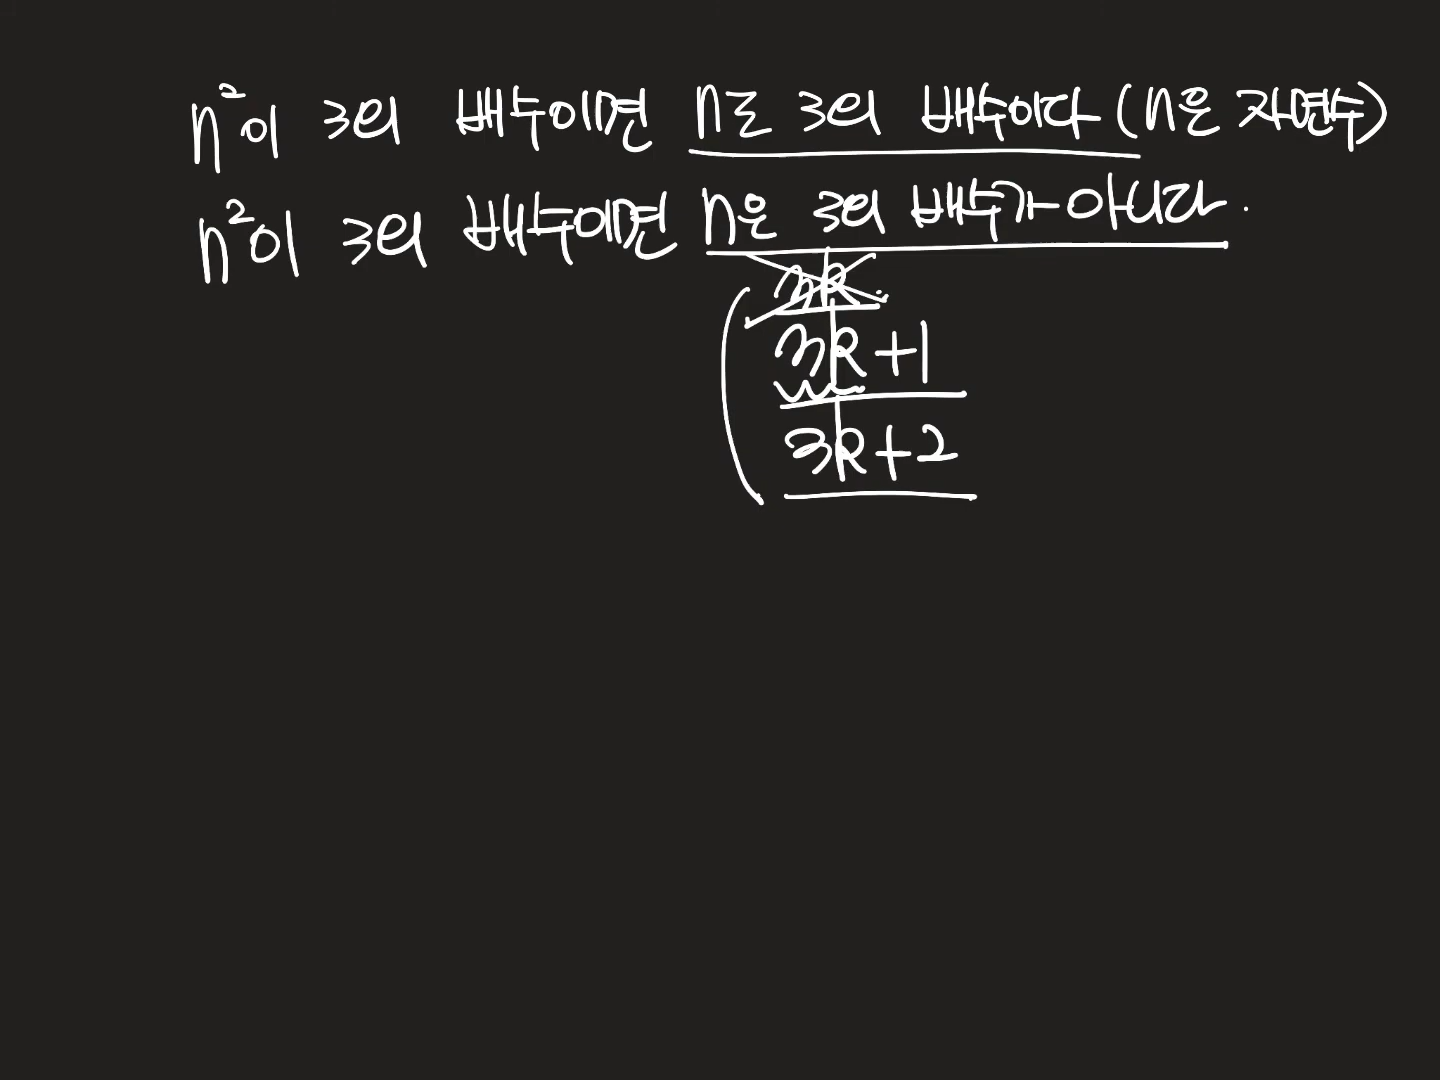 n²이 3의 배수이면 n도 3의 배수이다 (n은 자연수)
n²이 3의 배수이면 n은 3의 배수가 아니다.
3k
3k+1
3k+2